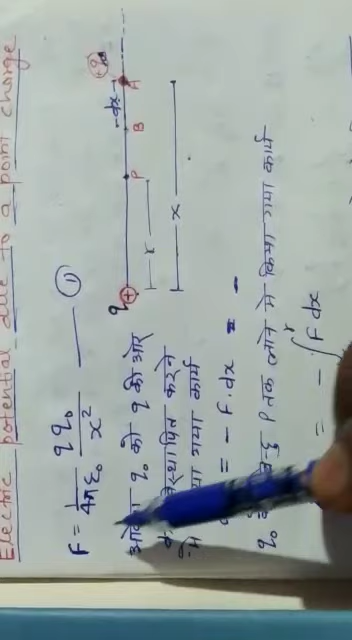 Electric potential due to a point charge
F = 1/4πε₀ qq₀/x² ——— ①
q + P B A +q₀
dx
r
x
q₀ को q की ओर
स्थापित करने
में गया कार्य
= - F.dx = -
q₀ P तक लाने में किया गया कार्य
= - ∫ʳ F dx